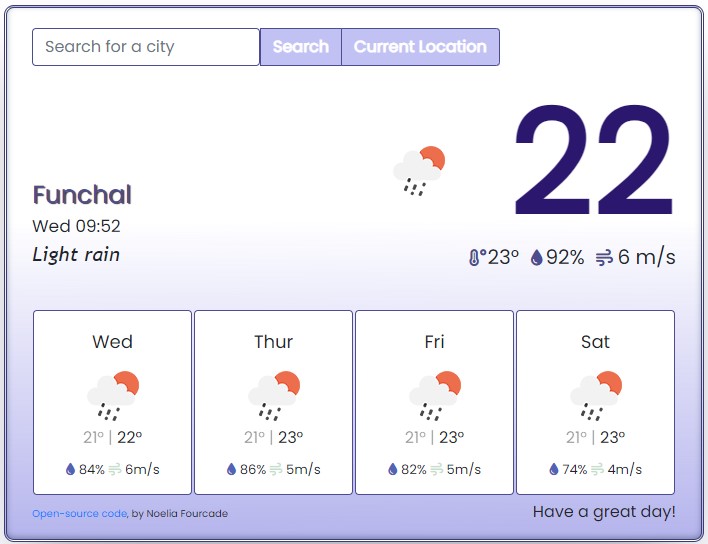 Search for a city Search Current Location
22
Funchal
Wed 09:52
Light rain
23° 92% 6 m/s
Wed Thur Fri Sat
21° | 22° 21° | 23° 21° | 23° 21° | 23°
84% 6m/s 86% 5m/s 82% 5m/s 74% 4m/s
Open-source code, by Noelia Fourcade Have a great day!